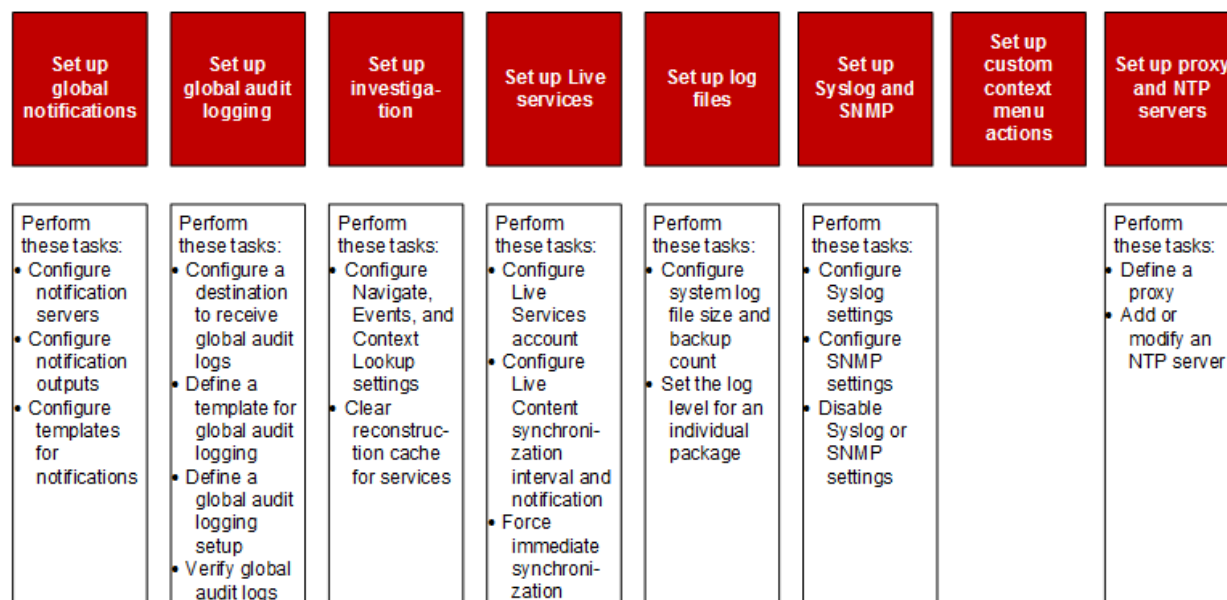 Set up
global
notifications
Set up
global audit
logging
Set up
investiga-
tion
Set up Live
services
Set up log
files
Set up
Syslog and
SNMP
Set up
custom
context
menu
actions
Set up proxy
and NTP
servers
Perform
these tasks:
• Configure
notification
servers
• Configure
notification
outputs
• Configure
templates
for
notifications
Perform
these tasks:
• Configure a
destination
to receive
global audit
logs
• Define a
template for
global audit
logging
• Define a
global audit
logging
setup
• Verify global
audit logs
Perform
these tasks:
• Configure
Navigate,
Events, and
Context
Lookup
settings
• Clear
reconstruc-
tion cache
for services
Perform
these tasks:
• Configure
Live
Services
account
• Configure
Live
Content
synchroni-
zation
interval and
notification
• Force
immediate
synchroni-
zation
Perform
these tasks:
• Configure
system log
file size and
backup
count
• Set the log
level for an
individual
package
Perform
these tasks:
• Configure
Syslog
settings
• Configure
SNMP
settings
• Disable
Syslog or
SNMP
settings
Perform
these tasks:
• Define a
proxy
• Add or
modify an
NTP server